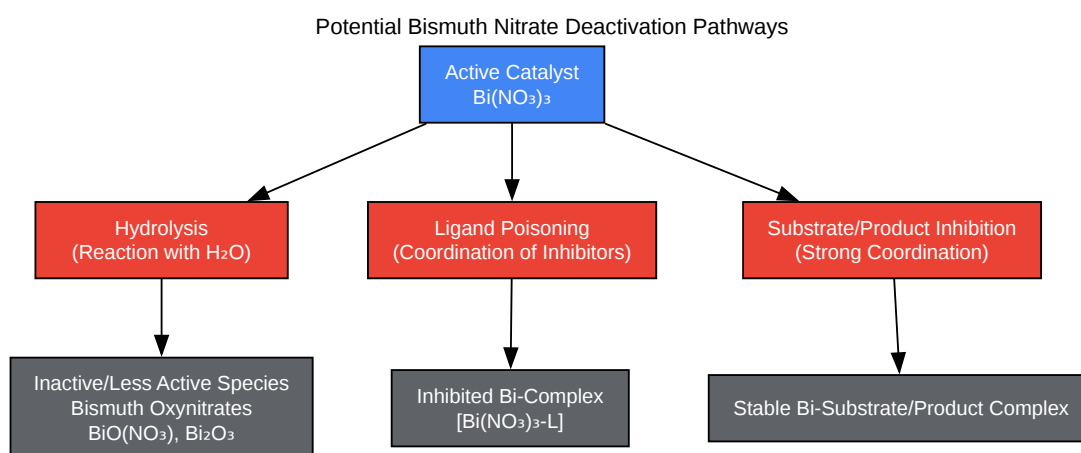 Potential Bismuth Nitrate Deactivation Pathways
Active Catalyst
Bi(NO₃)₃
Hydrolysis
(Reaction with H₂O)
Ligand Poisoning
(Coordination of Inhibitors)
Substrate/Product Inhibition
(Strong Coordination)
Inactive/Less Active Species
Bismuth Oxynitrates
BiO(NO₃), Bi₂O₃
Inhibited Bi-Complex
[Bi(NO₃)₃-L]
Stable Bi-Substrate/Product Complex